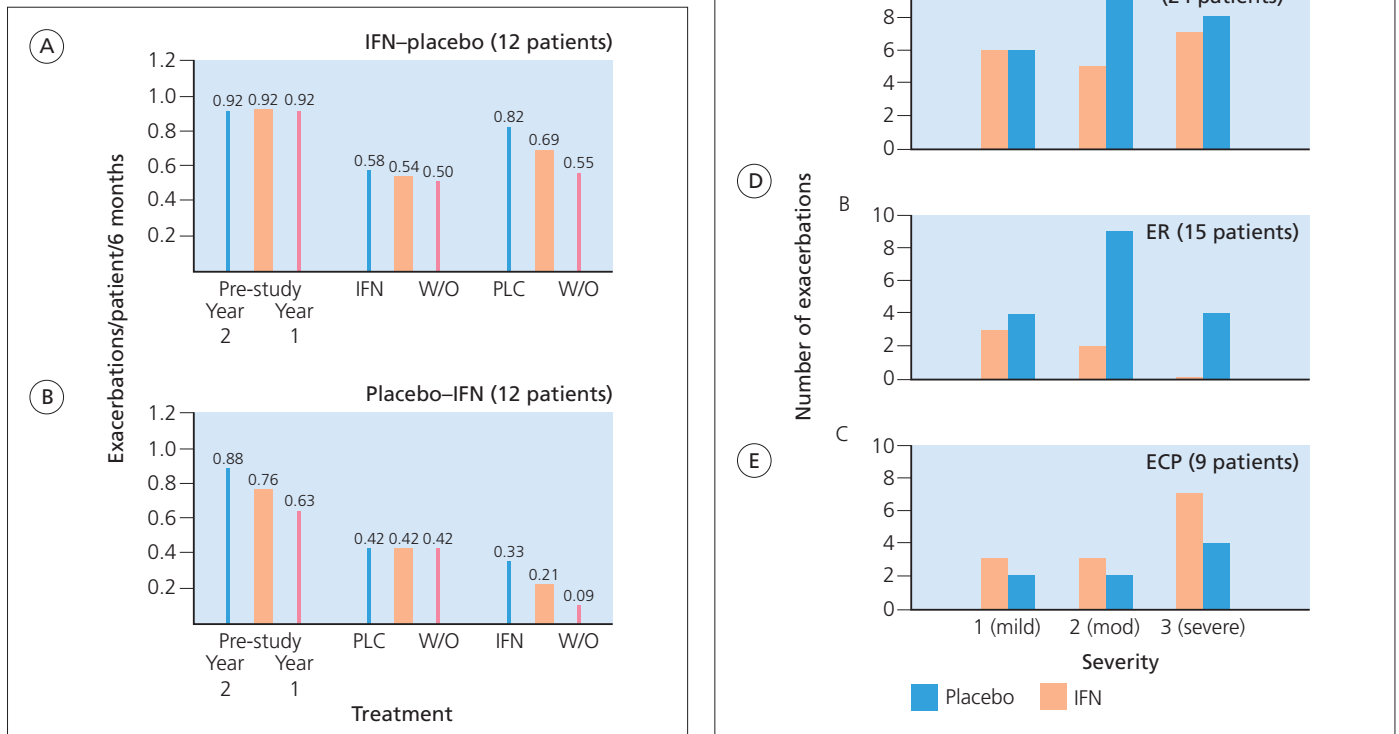 A
IFN–placebo (12 patients)
Exacerbations/patient/6 months
1.2
1.0
0.8
0.6
0.4
0.2
0.92 0.92 0.92
0.58 0.54 0.50
0.82
0.69
0.55
Pre-study IFN W/O PLC W/O
Year Year
2 1
B
Placebo–IFN (12 patients)
1.2
1.0
0.8
0.6
0.4
0.2
0.88
0.76
0.63
0.42 0.42 0.42
0.33
0.21
0.09
Pre-study PLC W/O IFN W/O
Year Year
2 1
Treatment
8
6
4
2
0
D
Number of exacerbations
B
ER (15 patients)
10
8
6
4
2
0
E
C
ECP (9 patients)
10
8
6
4
2
0
1 (mild) 2 (mod) 3 (severe)
Severity
Placebo IFN